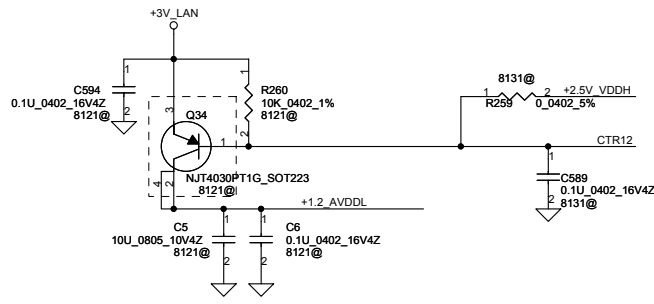 +3V_LAN
1
C594
0.1U_0402_16V4Z
8121@
2
1
R260
10K_0402_1%
8121@
2
8131@
1
2
+2.5V_VDDH
R259
0_0402_5%
3
Q34
1
CTR12
NJT4030PT1G_SOT223
8121@
4
2
1
C589
0.1U_0402_16V4Z
2
8131@
+1.2_AVDDL
C5
10U_0805_10V4Z
8121@
1
2
C6
0.1U_0402_16V4Z
8121@
1
2